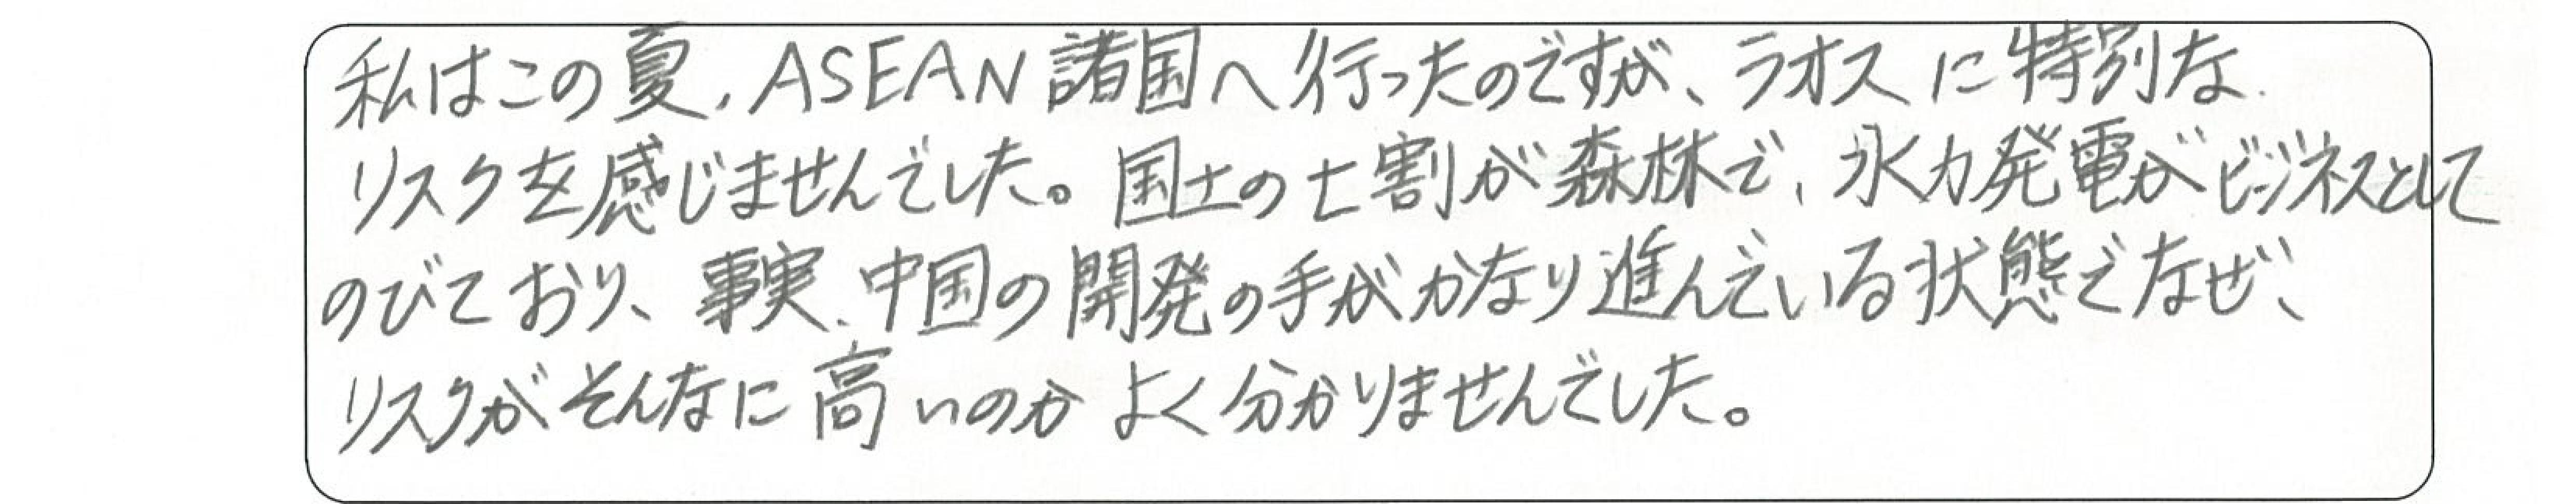 私はこの夏、ASEAN諸国へ行ったのですが、ラオスに特別な
リスクを感じませんでした。国土の七割が森林で、水力発電がビジネスとして
のびており、事実、中国の開発の手がかなり進んでいる状態でなぜ、
リスクがそんなに高いのかよく分かりませんでした。